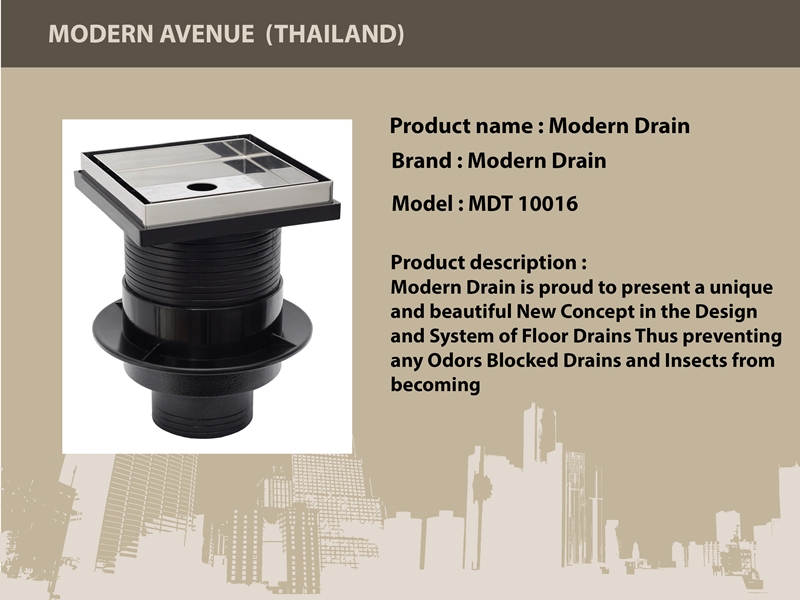 MODERN AVENUE (THAILAND)
Product name : Modern Drain
Brand : Modern Drain
Model : MDT 10016
Product description :
Modern Drain is proud to present a unique
and beautiful New Concept in the Design
and System of Floor Drains Thus preventing
any Odors Blocked Drains and Insects from
becoming